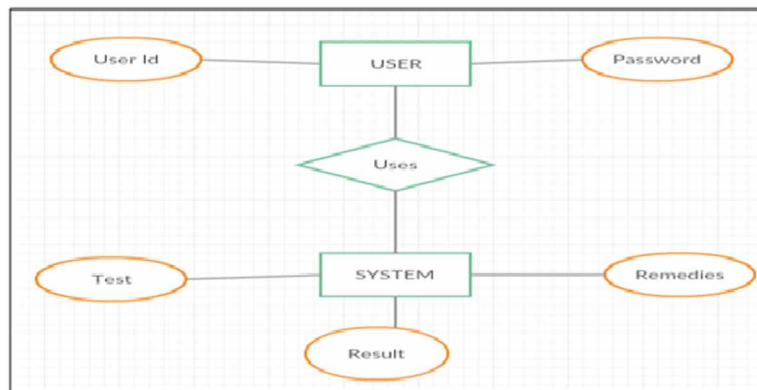 User Id
USER
Password
Uses
Test
SYSTEM
Remedies
Result